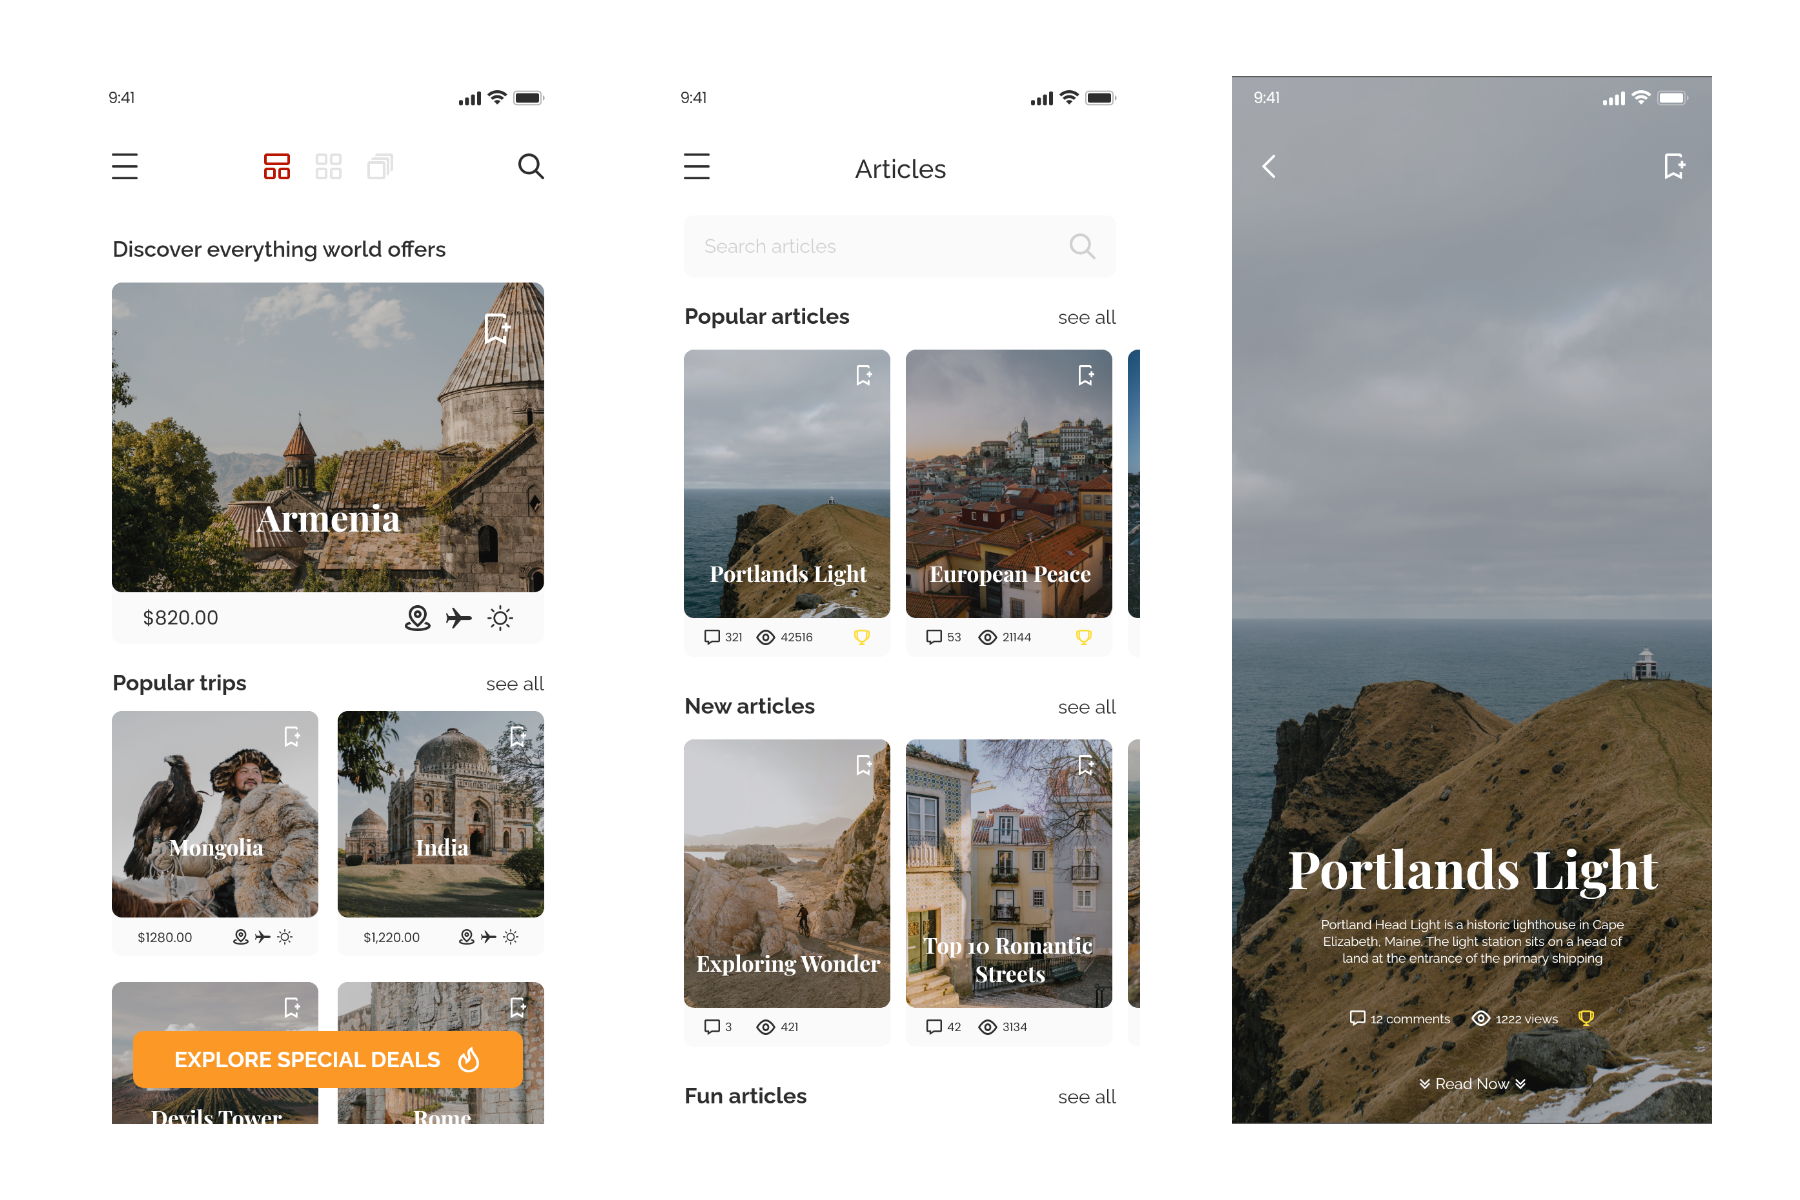 9:41
Discover everything world offers
Armenia
$820.00
Popular trips
see all
Mongolia
India
$1280.00
$1,220.00
EXPLORE SPECIAL DEALS
Devils Tower
Rome
9:41
Articles
Search articles
Popular articles
see all
Portlands Light
European Peace
321
42516
53
21144
New articles
see all
Exploring Wonder
Top 10 Romantic
Streets
3
421
42
3134
Fun articles
see all
9:41
Portlands Light
Portland Head Light is a historic lighthouse in Cape
Elizabeth, Maine. The light station sits on a head of
land at the entrance of the primary shipping
12 comments
1222 views
Read Now